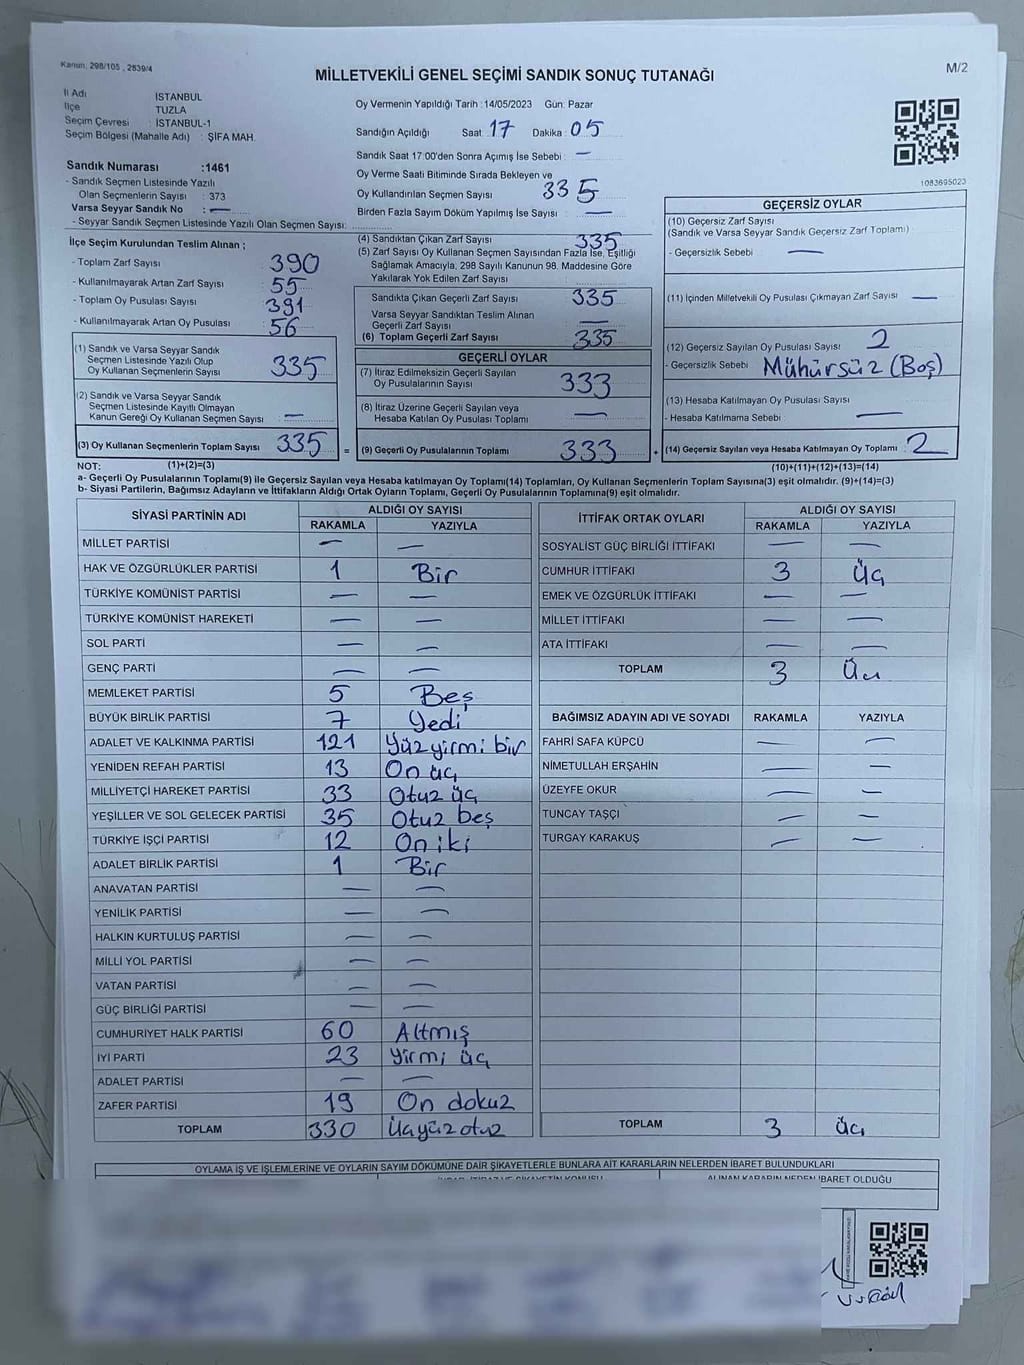 Kanun: 298/105 , 2839/4
MİLLETVEKİLİ GENEL SEÇİMİ SANDIK SONUÇ TUTANAĞI
M/2
İl Adı İSTANBUL
İlçe TUZLA
Seçim Çevresi : İSTANBUL-1
Seçim Bölgesi (Mahalle Adı) : ŞİFA MAH.
Sandık Numarası :1461
- Sandık Seçmen Listesinde Yazılı
Olan Seçmenlerin Sayısı : 373
Varsa Seyyar Sandık No : —
- Seyyar Sandık Seçmen Listesinde Yazılı Olan Seçmen Sayısı:
Oy Vermenin Yapıldığı Tarih :14/05/2023 Gün: Pazar
Sandığın Açıldığı Saat: 17 Dakika: 05
Sandık Saat 17:00'den Sonra Açımış İse Sebebi : —
Oy Verme Saati Bitiminde Sırada Bekleyen ve
Oy Kullandırılan Seçmen Sayısı 335
Birden Fazla Sayım Döküm Yapılmış İse Sayısı : —
1083695023
İlçe Seçim Kurulundan Teslim Alınan ;
- Toplam Zarf Sayısı : 390
- Kullanılmayarak Artan Zarf Sayısı : 55
- Toplam Oy Pusulası Sayısı : 391
- Kullanılmayarak Artan Oy Pusulası : 56
(1) Sandık ve Varsa Seyyar Sandık
Seçmen Listesinde Yazılı Olup
Oy Kullanan Seçmenlerin Sayısı : 335
(2) Sandık ve Varsa Seyyar Sandık
Seçmen Listesinde Kayıtlı Olmayan
Kanun Gereği Oy Kullanan Seçmen Sayısı : —
(3) Oy Kullanan Seçmenlerin Toplam Sayısı : 335 =
(4) Sandıktan Çıkan Zarf Sayısı 335
(5) Zarf Sayısı Oy Kullanan Seçmen Sayısından Fazla İse, Eşitliği
Sağlamak Amacıyla, 298 Sayılı Kanunun 98. Maddesine Göre
Yakılarak Yok Edilen Zarf Sayısı :
Sandıkta Çıkan Geçerli Zarf Sayısı : 335
Varsa Seyyar Sandıktan Teslim Alınan
Geçerli Zarf Sayısı : —
(6) Toplam Geçerli Zarf Sayısı : 335
GEÇERLİ OYLAR
(7) İtiraz Edilmeksizin Geçerli Sayılan
Oy Pusulalarının Sayısı : 333
(8) İtiraz Üzerine Geçerli Sayılan veya
Hesaba Katılan Oy Pusulası Toplamı : —
(9) Geçerli Oy Pusulalarının Toplamı : 333 +
GEÇERSİZ OYLAR
(10) Geçersiz Zarf Sayısı
(Sandık ve Varsa Seyyar Sandık Geçersiz Zarf Toplamı)
- Geçersizlik Sebebi : —
(11) İçinden Milletvekili Oy Pusulası Çıkmayan Zarf Sayısı : —
(12) Geçersiz Sayılan Oy Pusulası Sayısı : 2
- Geçersizlik Sebebi : Mühürsüz (Boş)
(13) Hesaba Katılmayan Oy Pusulası Sayısı :
- Hesaba Katılmama Sebebi : —
(14) Geçersiz Sayılan veya Hesaba Katılmayan Oy Toplamı : 2
NOT: (1)+(2)=(3) (10)+(11)+(12)+(13)=(14)
a- Geçerli Oy Pusulalarının Toplamı(9) ile Geçersiz Sayılan veya Hesaba katılmayan Oy Toplamı(14) Toplamları, Oy Kullanan Seçmenlerin Toplam Sayısına(3) eşit olmalıdır. (9)+(14)=(3)
b- Siyasi Partilerin, Bağımsız Adayların ve İttifakların Aldığı Ortak Oyların Toplamı, Geçerli Oy Pusulalarının Toplamına(9) eşit olmalıdır.
SİYASİ PARTİNİN ADI ALDIĞI OY SAYISI
RAKAMLA YAZIYLA
MİLLET PARTİSİ — —
HAK VE ÖZGÜRLÜKLER PARTİSİ 1 Bir
TÜRKİYE KOMÜNİST PARTİSİ — —
TÜRKİYE KOMÜNİST HAREKETİ — —
SOL PARTİ — —
GENÇ PARTİ — —
MEMLEKET PARTİSİ 5 Beş
BÜYÜK BİRLİK PARTİSİ 7 Yedi
ADALET VE KALKINMA PARTİSİ 121 Yüzyirmi bir
YENİDEN REFAH PARTİSİ 13 On üç
MİLLİYETÇİ HAREKET PARTİSİ 33 Otuz üç
YEŞİLLER VE SOL GELECEK PARTİSİ 35 Otuz beş
TÜRKİYE İŞÇİ PARTİSİ 12 On iki
ADALET BİRLİK PARTİSİ 1 Bir
ANAVATAN PARTİSİ — —
YENİLİK PARTİSİ — —
HALKIN KURTULUŞ PARTİSİ — —
MİLLİ YOL PARTİSİ — —
VATAN PARTİSİ — —
GÜÇ BİRLİĞİ PARTİSİ — —
CUMHURİYET HALK PARTİSİ 60 Altmış
İYİ PARTİ 23 Yirmi üç
ADALET PARTİSİ — —
ZAFER PARTİSİ 19 On dokuz
TOPLAM 330 Üçyüz otuz
İTTİFAK ORTAK OYLARI ALDIĞI OY SAYISI
RAKAMLA YAZIYLA
SOSYALİST GÜÇ BİRLİĞİ İTTİFAKI — —
CUMHUR İTTİFAKI 3 Üç
EMEK VE ÖZGÜRLÜK İTTİFAKI — —
MİLLET İTTİFAKI — —
ATA İTTİFAKI — —
TOPLAM 3 Üç
BAĞIMSIZ ADAYIN ADI VE SOYADI RAKAMLA YAZIYLA
FAHRİ SAFA KÜPCÜ — —
NİMETULLAH ERŞAHİN — —
ÜZEYFE OKUR — —
TUNCAY TAŞÇI — —
TURGAY KARAKUŞ — —
TOPLAM 3 Üç
OYLAMA İŞ VE İŞLEMLERİNE VE OYLARIN SAYIM DÖKÜMÜNE DAİR ŞİKAYETLERLE BUNLARA AİT KARARLARIN NELERDEN İBARET BULUNDUKLARI
ALINAN KARARIN NEDEN İBARET OLDUĞU